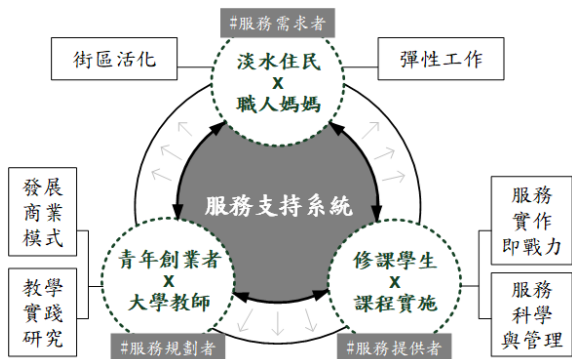 #服務需求者
街區活化
淡水住民
X
職人媽媽
彈性工作
服務支持系統
發展
商業
模式
教學
實踐
研究
青年創業者
X
大學教師
#服務規劃者
修課學生
X
課程實施
#服務提供者
服務
實作
即戰力
服務
科學
與管理